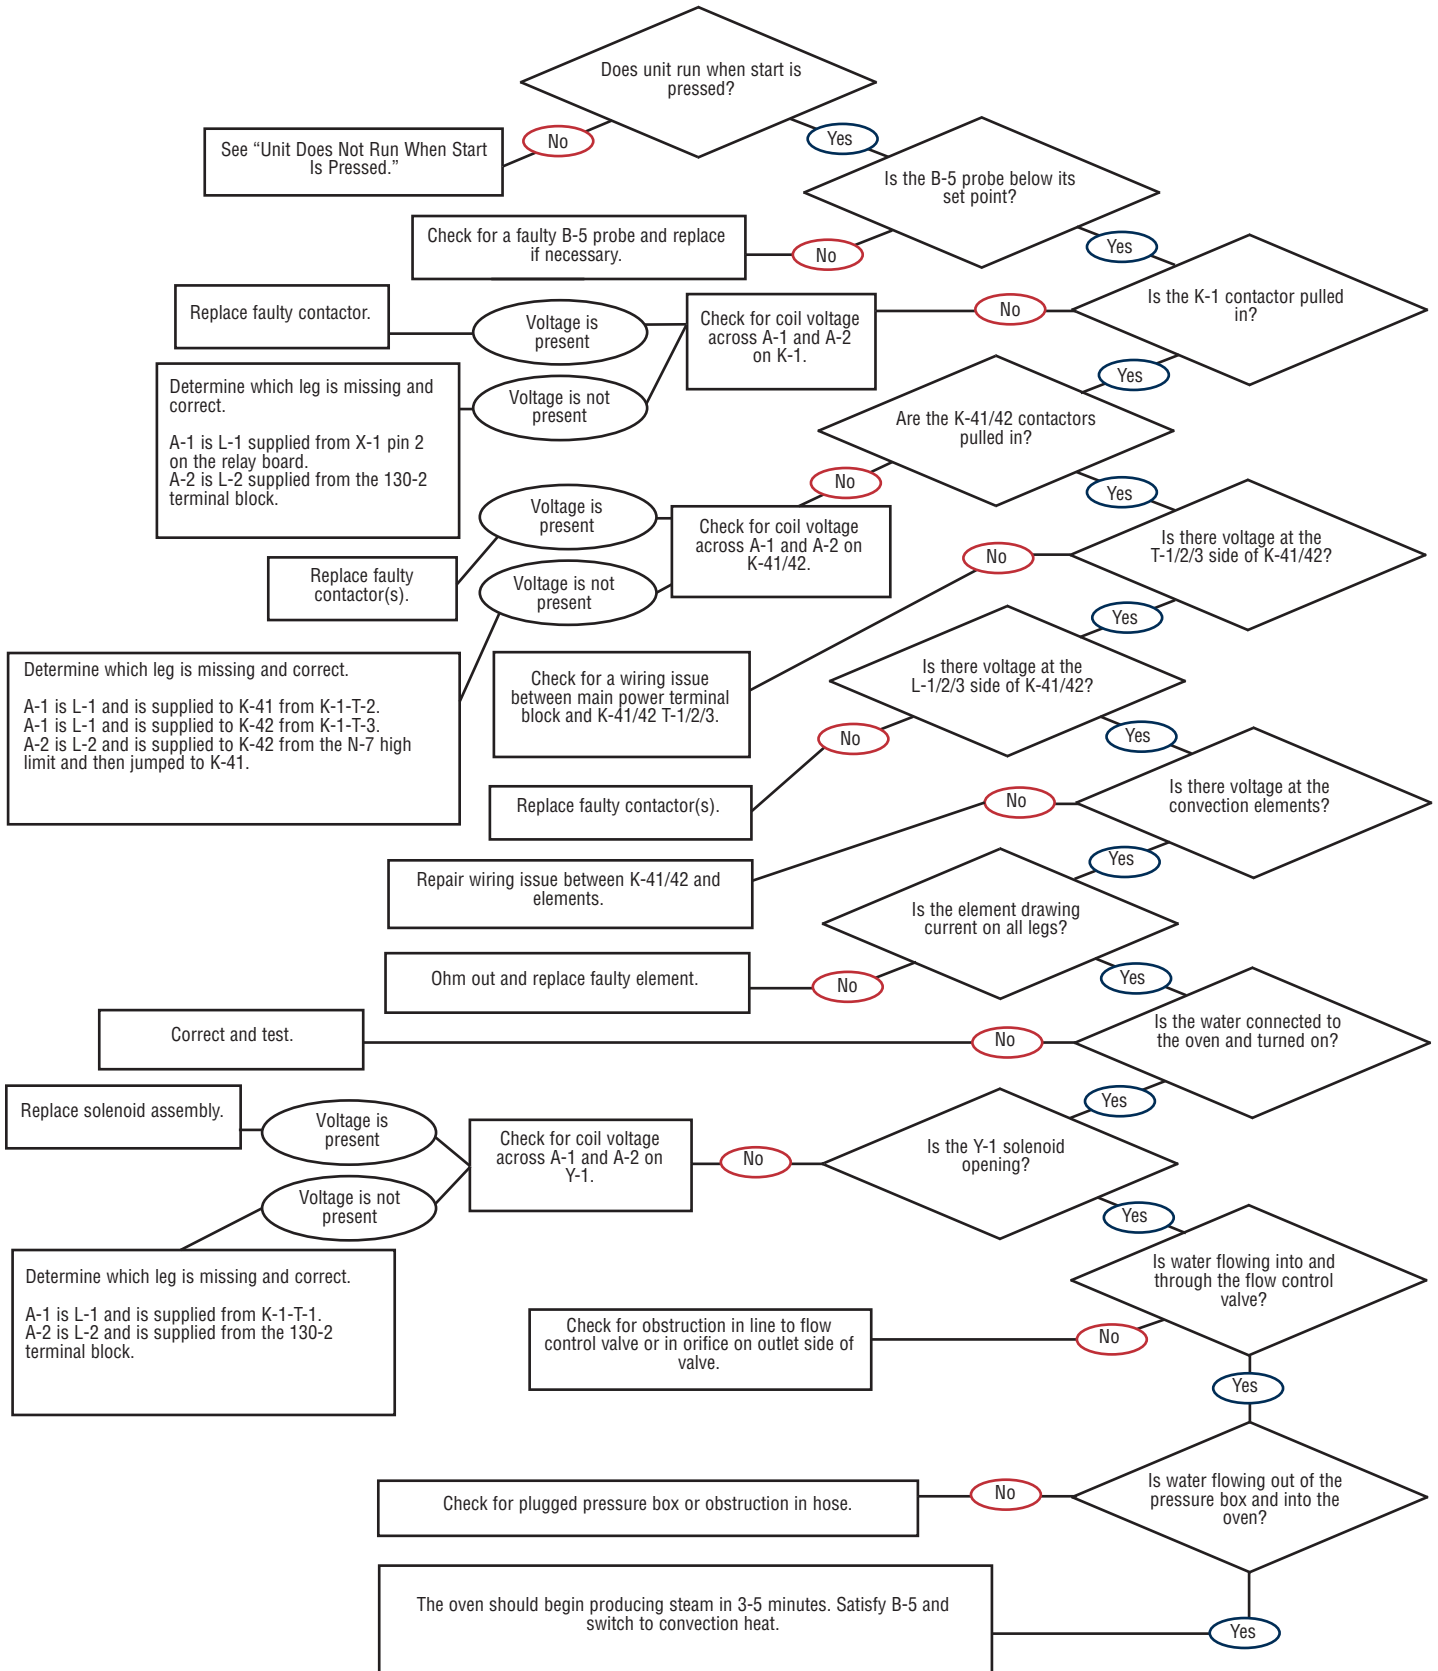 Does unit run when start is
pressed?
No
Yes
See “Unit Does Not Run When Start
Is Pressed.”
Is the B-5 probe below its
set point?
Check for a faulty B-5 probe and replace
if necessary.
No
Yes
Is the K-1 contactor pulled
in?
Replace faulty contactor.
Voltage is
present
Check for coil voltage
across A-1 and A-2
on K-1.
No
Yes
Determine which leg is missing and
correct.
A-1 is L-1 supplied from X-1 pin 2
on the relay board.
A-2 is L-2 supplied from the 130-2
terminal block.
Voltage is not
present
Are the K-41/42 contactors
pulled in?
No
Yes
Voltage is
present
Check for coil voltage
across A-1 and A-2 on
K-41/42.
Is there voltage at the
T-1/2/3 side of K-41/42?
No
Replace faulty
contactor(s).
Voltage is not
present
Yes
Determine which leg is missing and correct.
A-1 is L-1 and is supplied to K-41 from K-1-T-2.
A-1 is L-1 and is supplied to K-42 from K-1-T-3.
A-2 is L-2 and is supplied to K-42 from the N-7 high
limit and then jumped to K-41.
Check for a wiring issue
between main power terminal
block and K-41/42 T-1/2/3.
Is there voltage at the
L-1/2/3 side of K-41/42?
No
Yes
Replace faulty contactor(s).
Is there voltage at the
convection elements?
No
Yes
Repair wiring issue between K-41/42 and
elements.
Is the element drawing
current on all legs?
Ohm out and replace faulty element.
No
Yes
Correct and test.
No
Is the water connected to
the oven and turned on?
Yes
Replace solenoid assembly.
Voltage is
present
Check for coil voltage
across A-1 and A-2 on
Y-1.
No
Is the Y-1 solenoid
opening?
Voltage is not
present
Yes
Determine which leg is missing and correct.
A-1 is L-1 and is supplied from K-1-T-1.
A-2 is L-2 and is supplied from the 130-2
terminal block.
Is water flowing into and
through the flow control
valve?
Check for obstruction in line to flow
control valve or in orifice on outlet side of
valve.
No
Yes
Check for plugged pressure box or obstruction in hose.
No
Is water flowing out of the
pressure box and into the
oven?
The oven should begin producing steam in 3-5 minutes. Satisfy B-5 and
switch to convection heat.
Yes